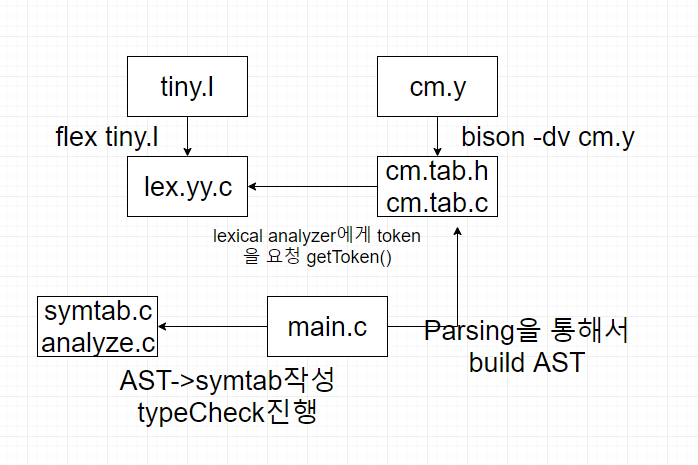 tiny.l
cm.y
flex tiny.l
bison -dv cm.y
lex.yy.c
cm.tab.h
cm.tab.c
lexical analyzer에게 token
을 요청 getToken()
symtab.c
analyze.c
main.c
Parsing을 통해서
build AST
AST->symtab작성
typeCheck진행